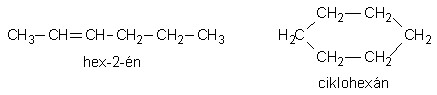 CH₃—CH=CH—CH₂—CH₂—CH₃
hex-2-én
CH₂—CH₂
H₂C CH₂
CH₂—CH₂
ciklohexán